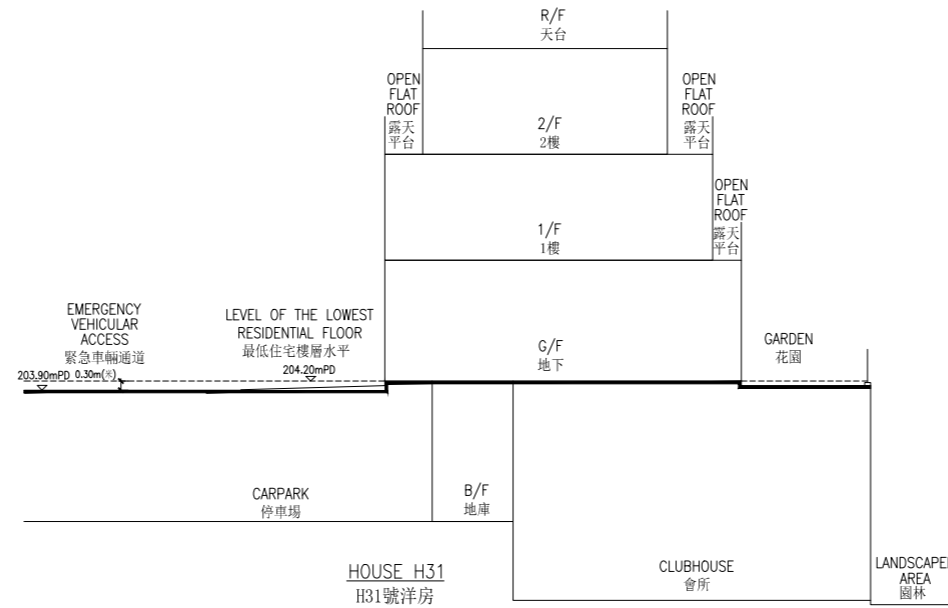 R/F
天台
OPEN
FLAT
ROOF
露天
平台
2/F
2樓
OPEN
FLAT
ROOF
露天
平台
1/F
1樓
OPEN
FLAT
ROOF
露天
平台
EMERGENCY
VEHICULAR
ACCESS
緊急車輛通道
203.90mPD 0.30m(米)
LEVEL OF THE LOWEST
RESIDENTIAL FLOOR
最低住宅樓層水平
204.20mPD
G/F
地下
GARDEN
花園
CARPARK
停車場
B/F
地庫
CLUBHOUSE
會所
LANDSCAPED
AREA
園林
HOUSE H31
H31號洋房